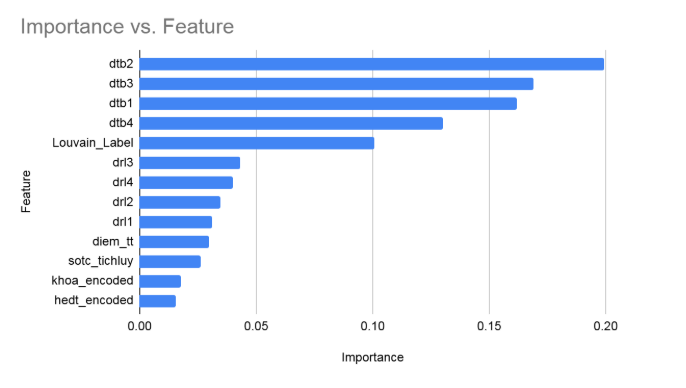 Importance vs. Feature
Feature
dtb2
dtb3
dtb1
dtb4
Louvain_Label
drl3
drl4
drl2
drl1
diem_tt
sotc_tichluy
khoa_encoded
hedt_encoded
0.00 0.05 0.10 0.15 0.20
Importance